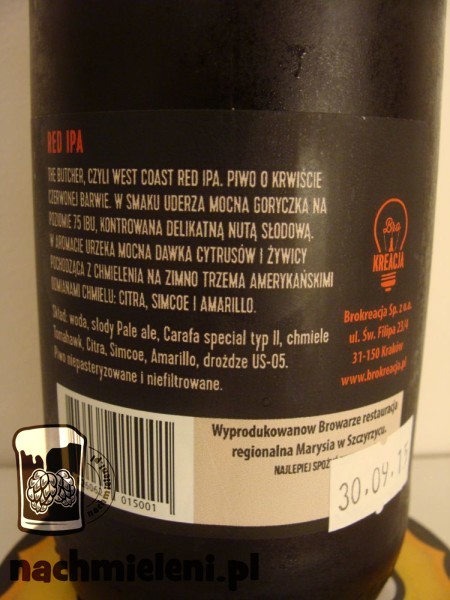 RED IPA
THE BUTCHER, CZYLI WEST COAST RED IPA. PIWO O KRWIŚCIE
CZERWONEJ BARWIE. W SMAKU UDERZA MOCNA GORYCZKA NA
POZIOMIE 75 IBU, KONTROWANA DELIKATNĄ NUTĄ SŁODOWĄ.
W AROMACIE URZEKA MOCNA DAWKA CYTRUSÓW I ŻYWICY
POCHODZĄCA Z CHMIELENIA NA ZIMNO TRZEMA AMERYKAŃSKIMI
ODMIANAMI CHMIELU: CITRA, SIMCOE I AMARILLO.
Skład: woda, słody Pale ale, Carafa special typ II, chmiele
Tomahawk, Citra, Simcoe, Amarillo, drożdże US-05.
Piwo niepasteryzowane i niefiltrowane.
Bro
KREACJA
Brokreacja Sp. z o.o.
ul. Św. Filipa 23/4
31-150 Kraków
www.brokreacja.pl
Wyprodukowanow Browarze restauracja
regionalna Marysia w Szczyrzycu.
NAJLEPIEJ
30.09.1
015001
nachmieleni.pl